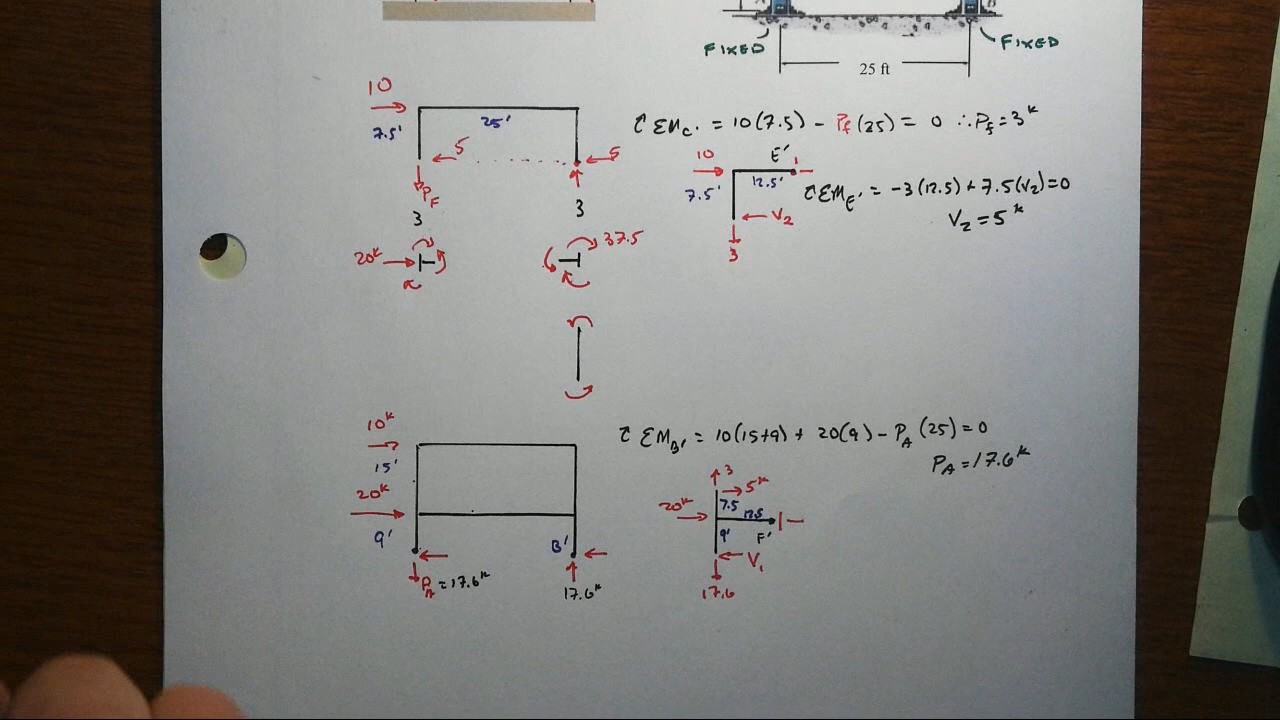 FIXED
FIXED
25 ft
10
7.5'
25'
5
5
P_F
3
3
↻ ΣM_C' = 10(7.5) - P_f(25) = 0 ∴ P_f = 3^k
10
E'
7.5'
12.5'
V_2
3
↻ ΣM_E' = -3(12.5) + 7.5(V_2) = 0
V_2 = 5^k
20^k
37.5
10^k
15'
20^k
9'
B'
P_A = 17.6^k
17.6^k
↻ ΣM_B' = 10(15+9) + 20(9) - P_A(25) = 0
P_A = 17.6^k
3
5^k
20^k
7.5
12.5
9'
F'
V_1
17.6